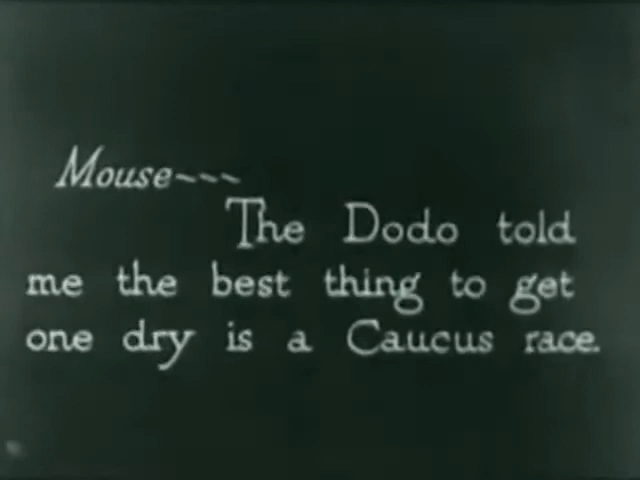 Mouse~~~
The Dodo told
me the best thing to get
one dry is a Caucus race.